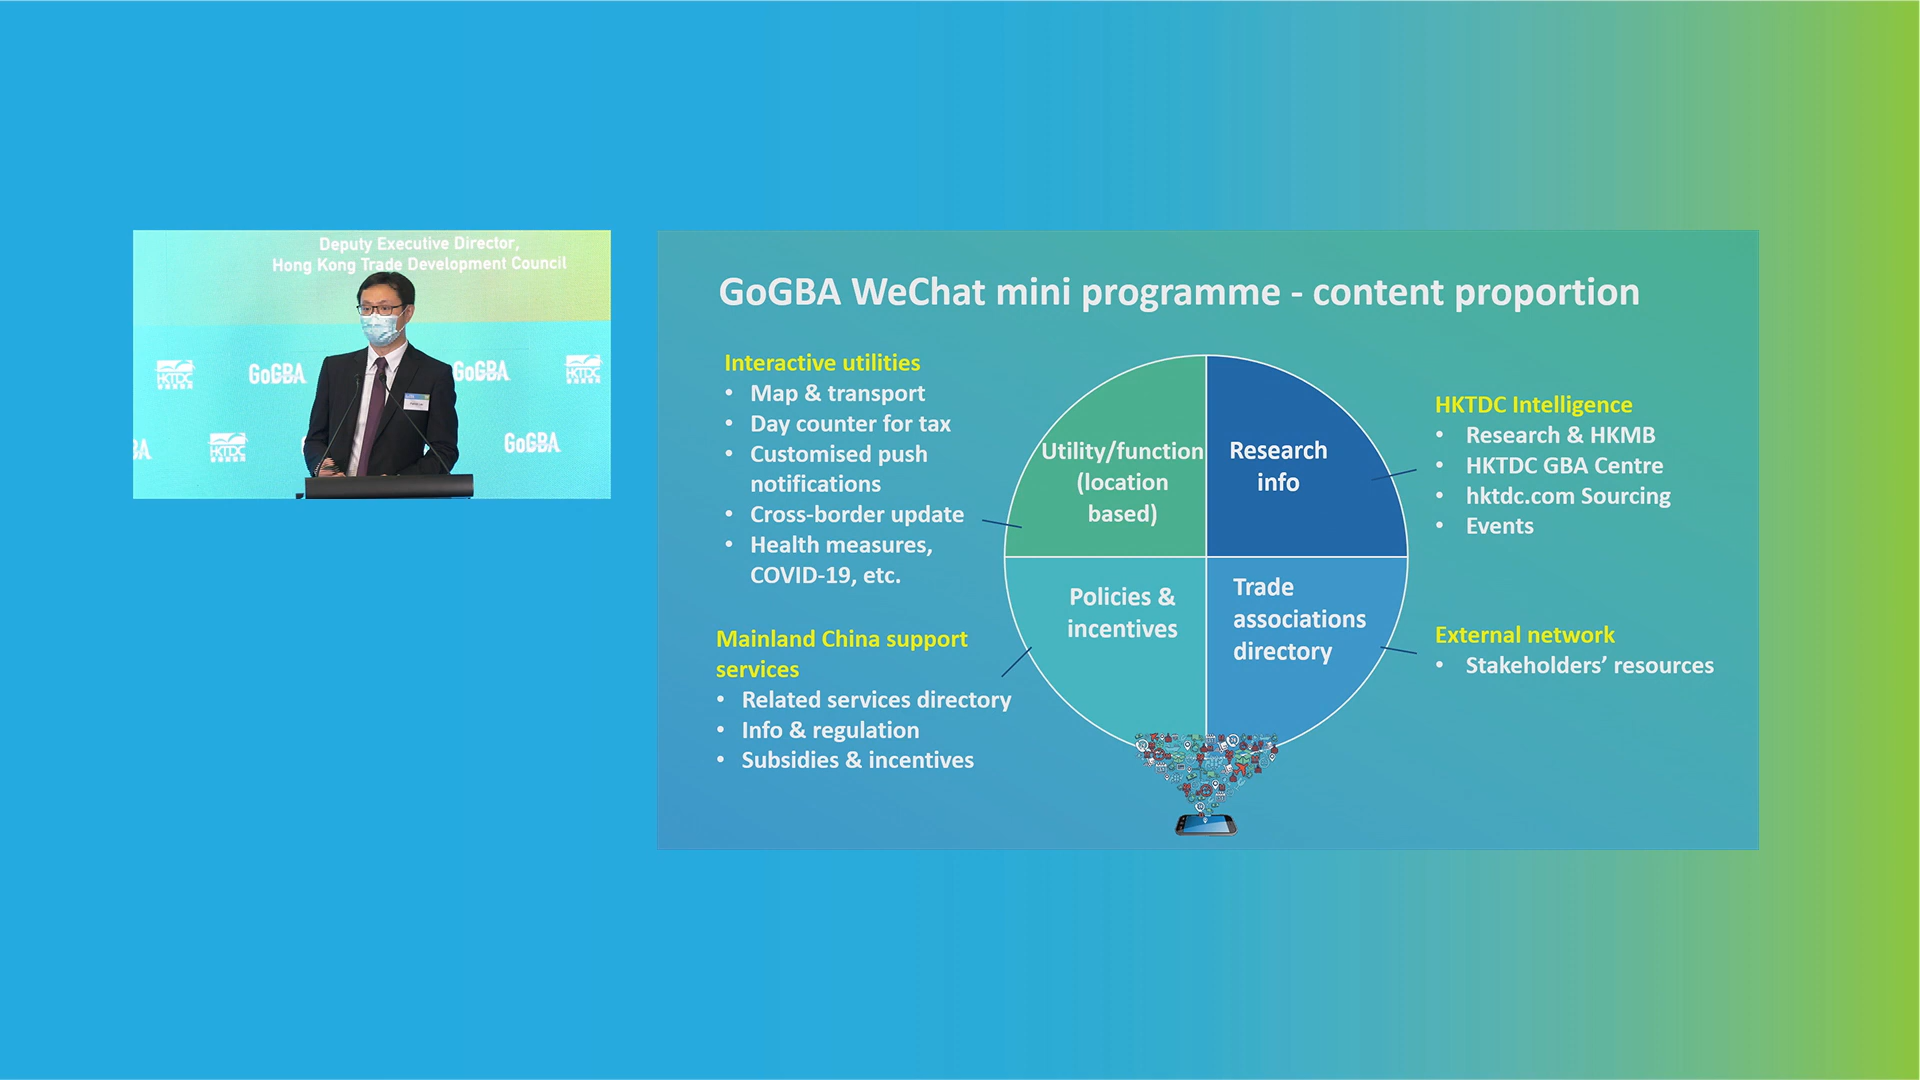 Deputy Executive Director,
Hong Kong Trade Development Council
HKTDC
GoGBA
GoGBA
HKTDC
BA
HKTDC
GoGBA
GoGBA WeChat mini programme - content proportion
Interactive utilities
• Map & transport
• Day counter for tax
• Customised push
notifications
• Cross-border update
• Health measures,
COVID-19, etc.
Mainland China support
services
• Related services directory
• Info & regulation
• Subsidies & incentives
Utility/function
(location
based)
Research
info
Policies &
incentives
Trade
associations
directory
HKTDC Intelligence
• Research & HKMB
• HKTDC GBA Centre
• hktdc.com Sourcing
• Events
External network
• Stakeholders’ resources